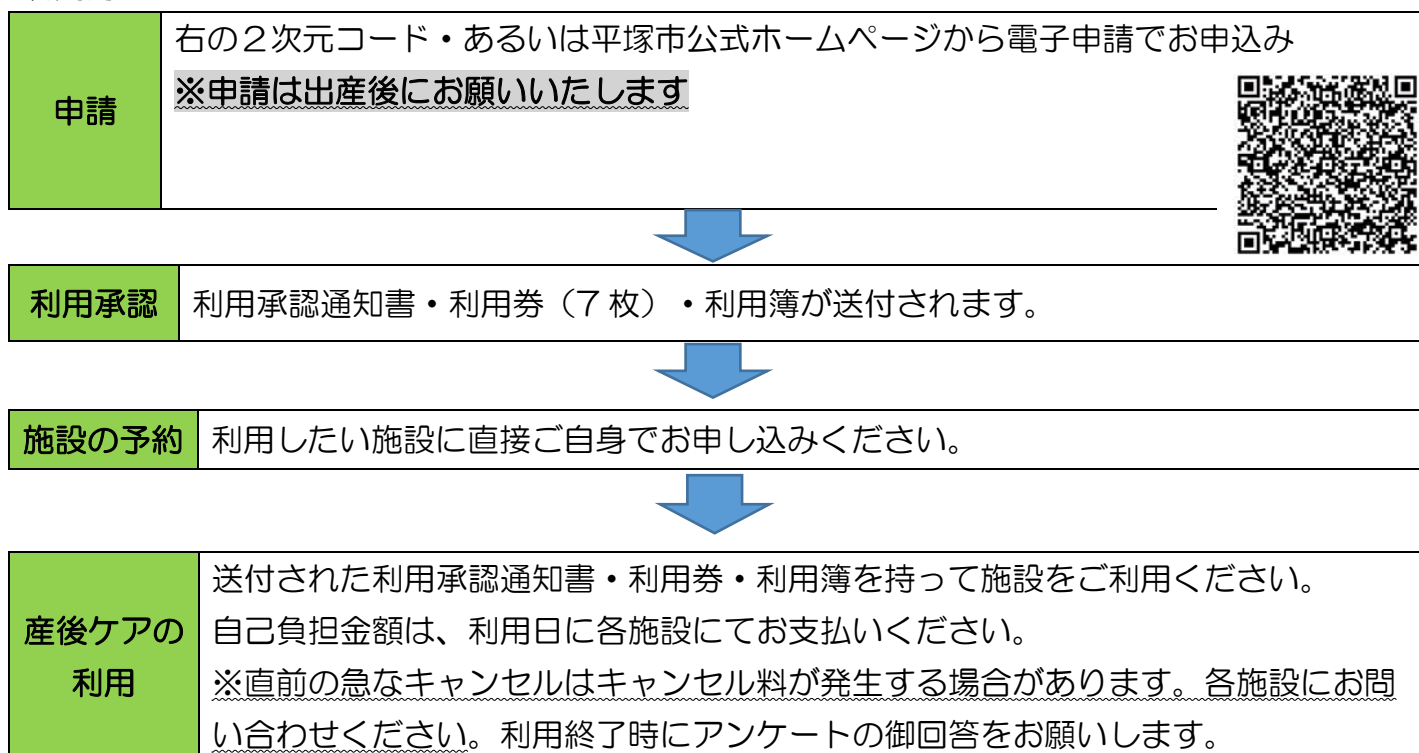 申請
右の２次元コード・あるいは平塚市公式ホームページから電子申請でお申込み
※申請は出産後にお願いいたします
利用承認
利用承認通知書・利用券（７枚）・利用簿が送付されます。
施設の予約
利用したい施設に直接ご自身でお申し込みください。
産後ケアの
利用
送付された利用承認通知書・利用券・利用簿を持って施設をご利用ください。
自己負担金額は、利用日に各施設にてお支払いください。
※直前の急なキャンセルはキャンセル料が発生する場合があります。各施設にお問
い合わせください。利用終了時にアンケートの御回答をお願いします。